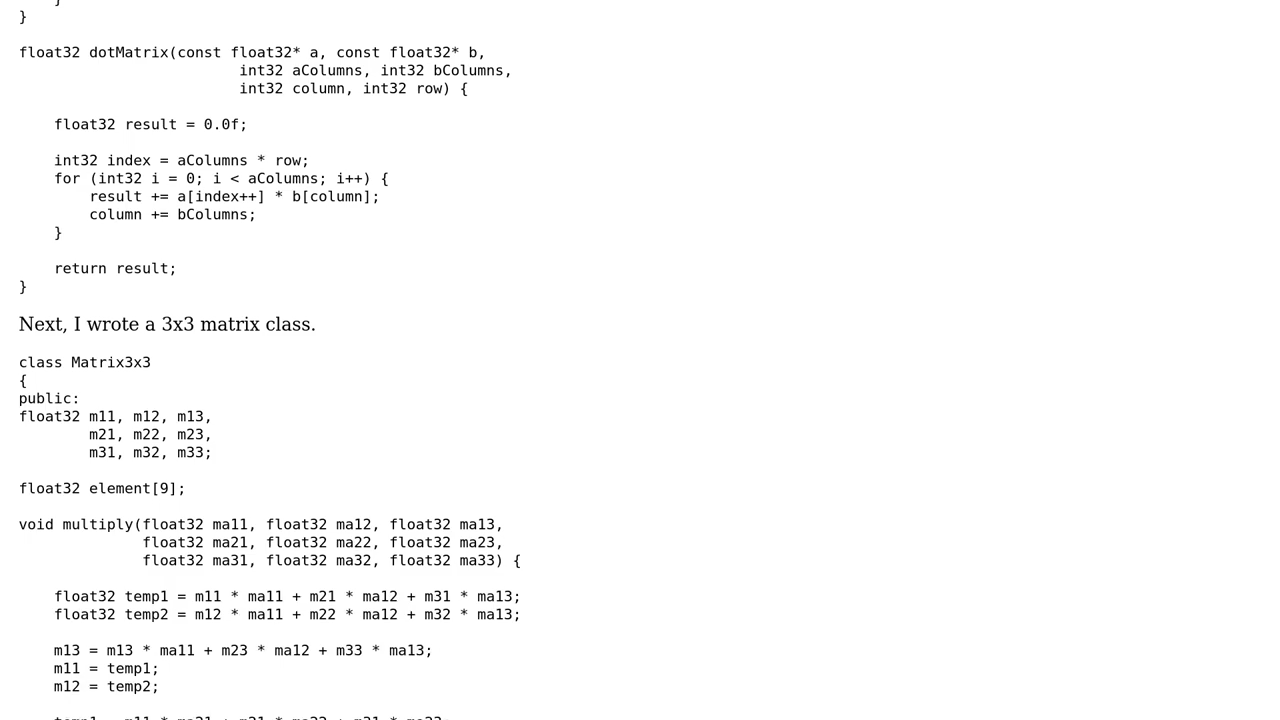 }
}
float32 dotMatrix(const float32* a, const float32* b,
int32 aColumns, int32 bColumns,
int32 column, int32 row) {
float32 result = 0.0f;
int32 index = aColumns * row;
for (int32 i = 0; i < aColumns; i++) {
result += a[index++] * b[column];
column += bColumns;
}
return result;
}
Next, I wrote a 3x3 matrix class.
class Matrix3x3
{
public:
float32 m11, m12, m13,
m21, m22, m23,
m31, m32, m33;
float32 element[9];
void multiply(float32 ma11, float32 ma12, float32 ma13,
float32 ma21, float32 ma22, float32 ma23,
float32 ma31, float32 ma32, float32 ma33) {
float32 temp1 = m11 * ma11 + m21 * ma12 + m31 * ma13;
float32 temp2 = m12 * ma11 + m22 * ma12 + m32 * ma13;
m13 = m13 * ma11 + m23 * ma12 + m33 * ma13;
m11 = temp1;
m12 = temp2;